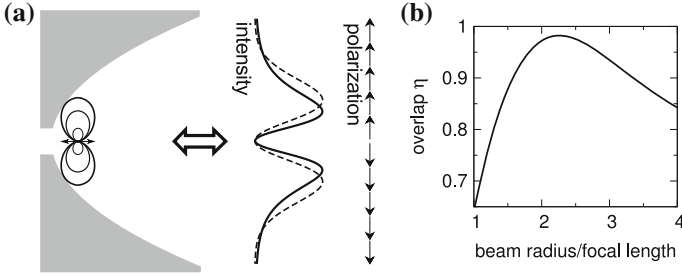 (a)
intensity
polarization
(b)
overlap η
1
0.9
0.8
0.7
1
2
3
4
beam radius/focal length